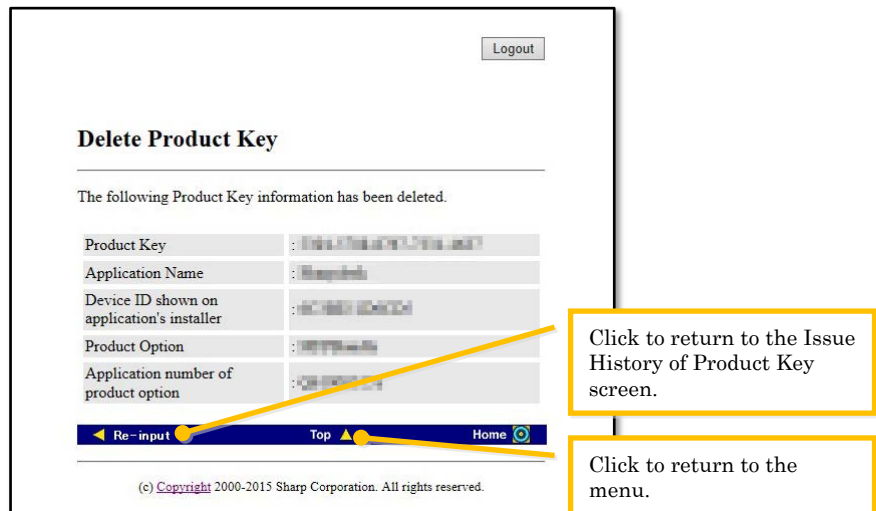 Logout
Delete Product Key
The following Product Key information has been deleted.
Product Key :
Application Name :
Device ID shown on
application's installer :
Product Option :
Application number of
product option :
Re-input Top Home
(c) Copyright 2000-2015 Sharp Corporation. All rights reserved.
Click to return to the Issue
History of Product Key
screen.
Click to return to the
menu.